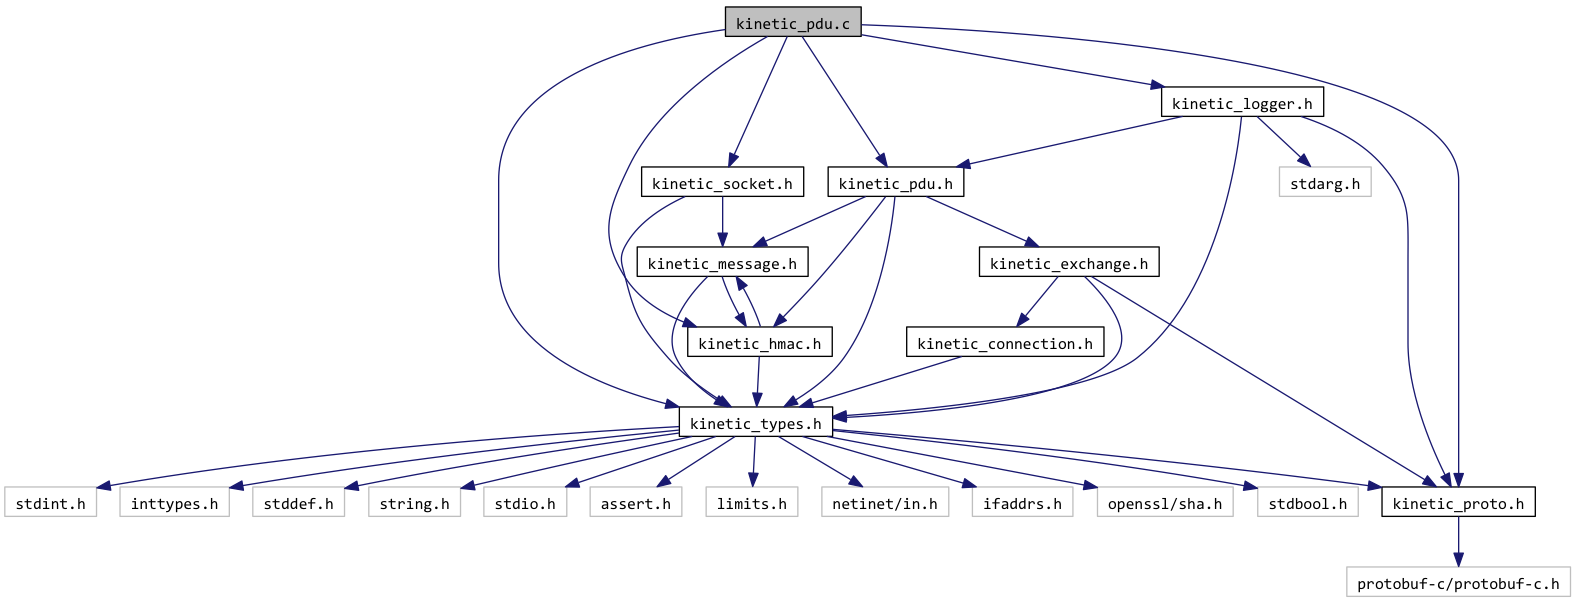 kinetic_pdu.c
kinetic_logger.h
kinetic_socket.h
kinetic_pdu.h
stdarg.h
kinetic_message.h
kinetic_exchange.h
kinetic_hmac.h
kinetic_connection.h
kinetic_types.h
stdint.h
inttypes.h
stddef.h
string.h
stdio.h
assert.h
limits.h
netinet/in.h
ifaddrs.h
openssl/sha.h
stdbool.h
kinetic_proto.h
protobuf-c/protobuf-c.h